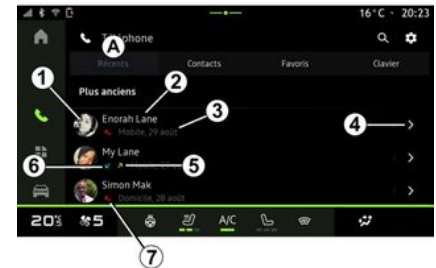 16°C · 20:23
Téléphone
A
Récents Contacts Favoris Clavier
Plus anciens
1 2
Enorah Lane
3
Mobile, 29 août
4
My Lane
6 5
Simon Mak
Domicile, 28 août
20°5 5 A/C
7